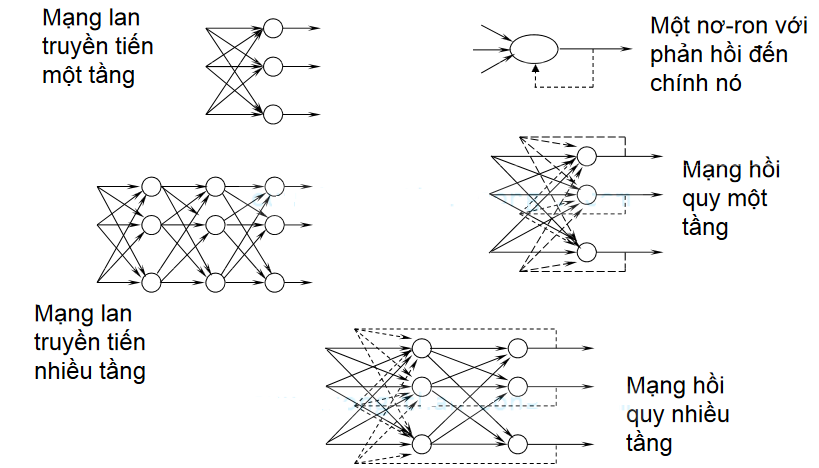 Mạng lan
truyền tiến
một tầng
Một nơ-ron với
phản hồi đến
chính nó
Mạng hồi
quy một
tầng
Mạng lan
truyền tiến
nhiều tầng
Mạng hồi
quy nhiều
tầng